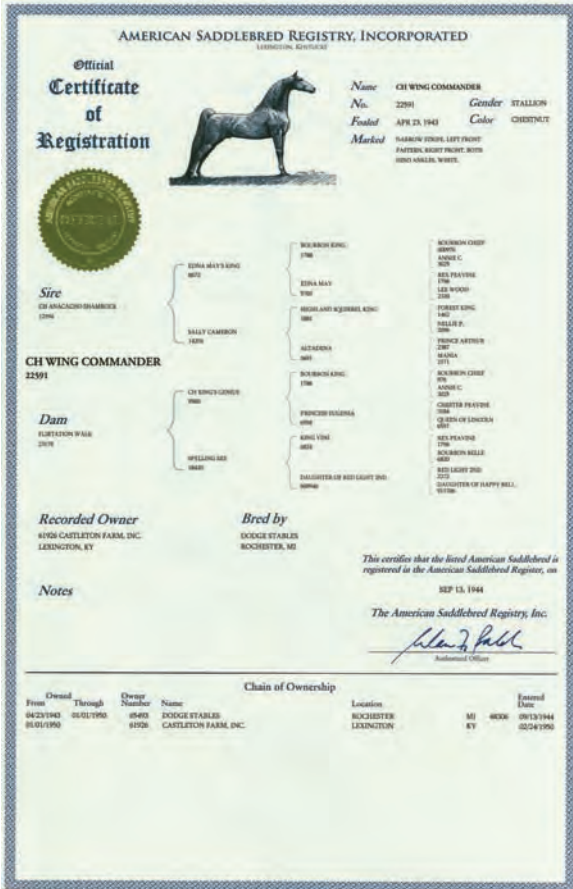 AMERICAN SADDLEBRED REGISTRY, INCORPORATED
LEXINGTON, KENTUCKY
Official
Certificate
of
Registration
Name CH WING COMMANDER
No. 22591 Gender STALLION
Foaled APR 23, 1943 Color CHESTNUT
Marked NARROW STRIPE, LEFT FRONT
PASTERN, RIGHT FRONT, BOTH
HIND ANKLES, WHITE.
Sire
CH ANACACHO SHAMROCK
CH WING COMMANDER
22591
Dam
FLIRTATION WALK
EDNA MAY'S KING
SALLY CAMERON
CH KING'S GENIUS
SPELLING BEE
BOURBON KING
1788
EDNA MAY
HIGHLAND SQUIRREL KING
ALTADENA
BOURBON KING
1788
PRINCESS EUGENIA
KING VINE
DAUGHTER OF RED LIGHT 2ND
BOURBON CHIEF
ANNIE C.
REX PEAVINE
LEE WOOD
FOREST KING
NELLIE P.
PRINCE ARTHUR
MANIA
BOURBON CHIEF
ANNIE C.
CHESTER PEAVINE
QUEEN OF LINCOLN
REX PEAVINE
BOURBON BELLE
RED LIGHT 2ND
DAUGHTER OF HAPPY BELL
Recorded Owner
61926 CASTLETON FARM, INC.
LEXINGTON, KY
Bred by
DODGE STABLES
ROCHESTER, MI
This certifies that the listed American Saddlebred is
registered in the American Saddlebred Register, on
SEP 13, 1944
Notes
The American Saddlebred Registry, Inc.
Authorized Officer
Chain of Ownership
Owned Owner Entered
From Through Number Name Location Date
04/23/1943 01/01/1950 DODGE STABLES ROCHESTER MI 48306 09/13/1944
01/01/1950 61926 CASTLETON FARM, INC. LEXINGTON KY 02/24/1950